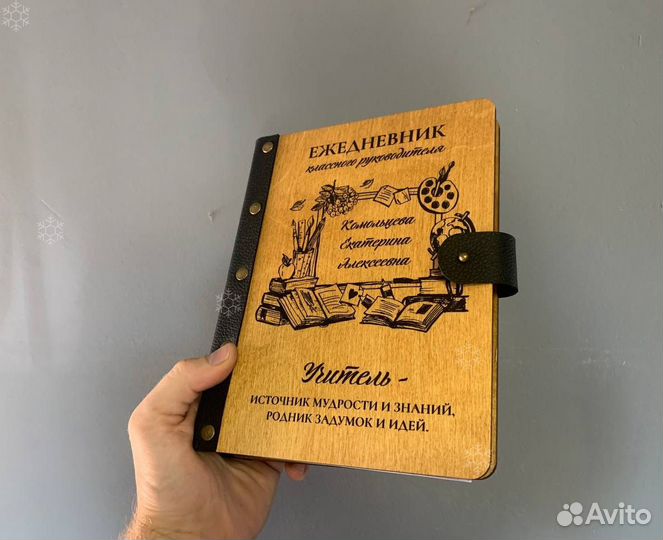 ЕЖЕДНЕВНИК
классного руководителя
Комольцева
Екатерина
Алексеевна
Учитель -
ИСТОЧНИК МУДРОСТИ И ЗНАНИЙ,
РОДНИК ЗАДУМОК И ИДЕЙ.
Avito